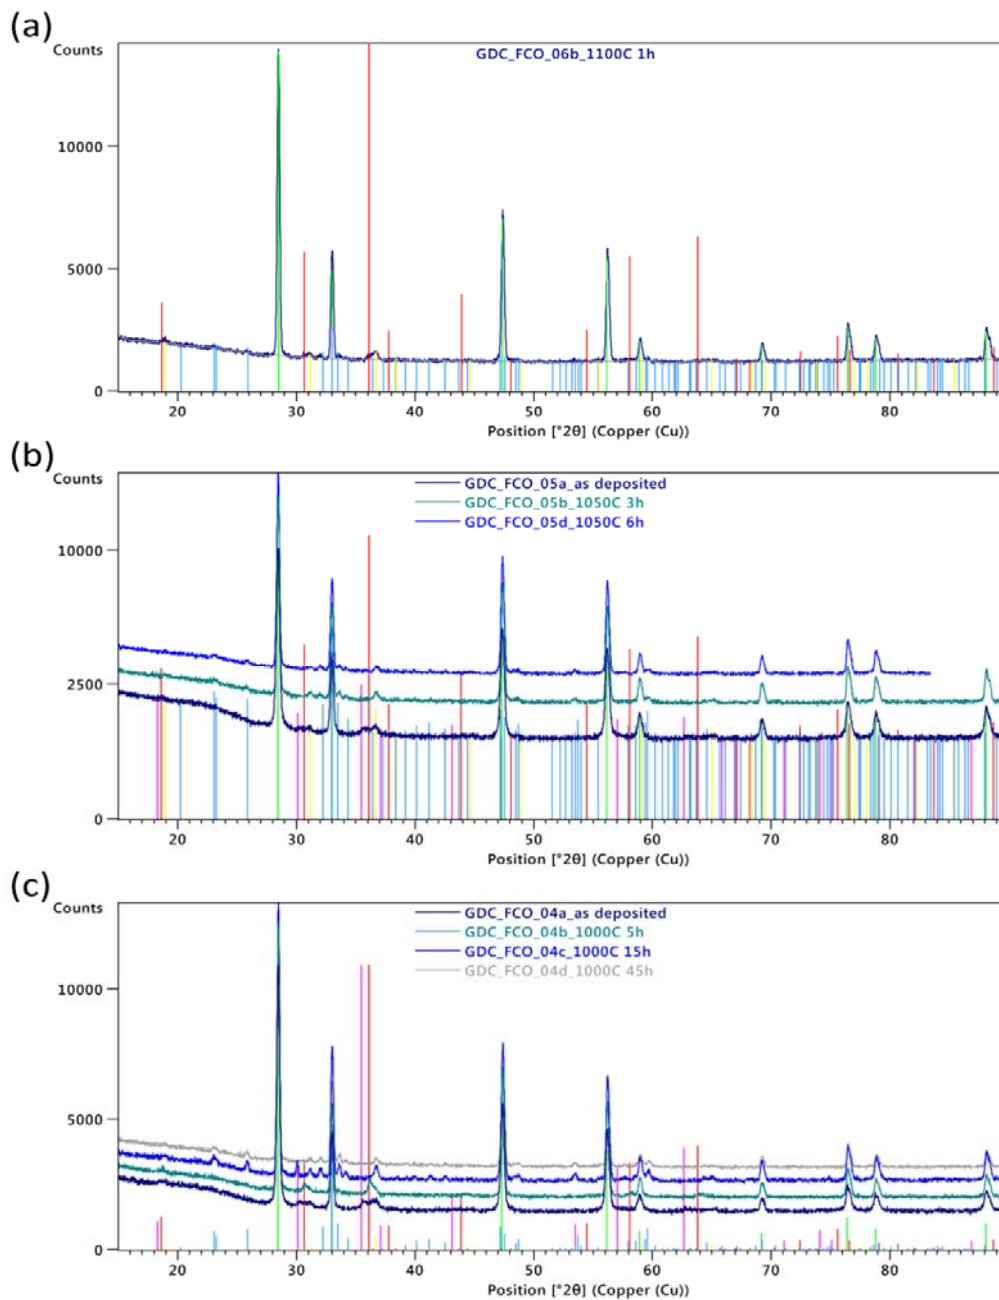 (a)
Counts
GDC_FCO_06b_1100C 1h
10000
5000
0
20 30 40 50 60 70 80
Position [°2θ] (Copper (Cu))
(b)
Counts
GDC_FCO_05a_as deposited
GDC_FCO_05b_1050C 3h
GDC_FCO_05d_1050C 6h
10000
2500
0
20 30 40 50 60 70 80
Position [°2θ] (Copper (Cu))
(c)
Counts
GDC_FCO_04a_as deposited
GDC_FCO_04b_1000C 5h
GDC_FCO_04c_1000C 15h
GDC_FCO_04d_1000C 45h
10000
5000
0
20 30 40 50 60 70 80
Position [°2θ] (Copper (Cu))